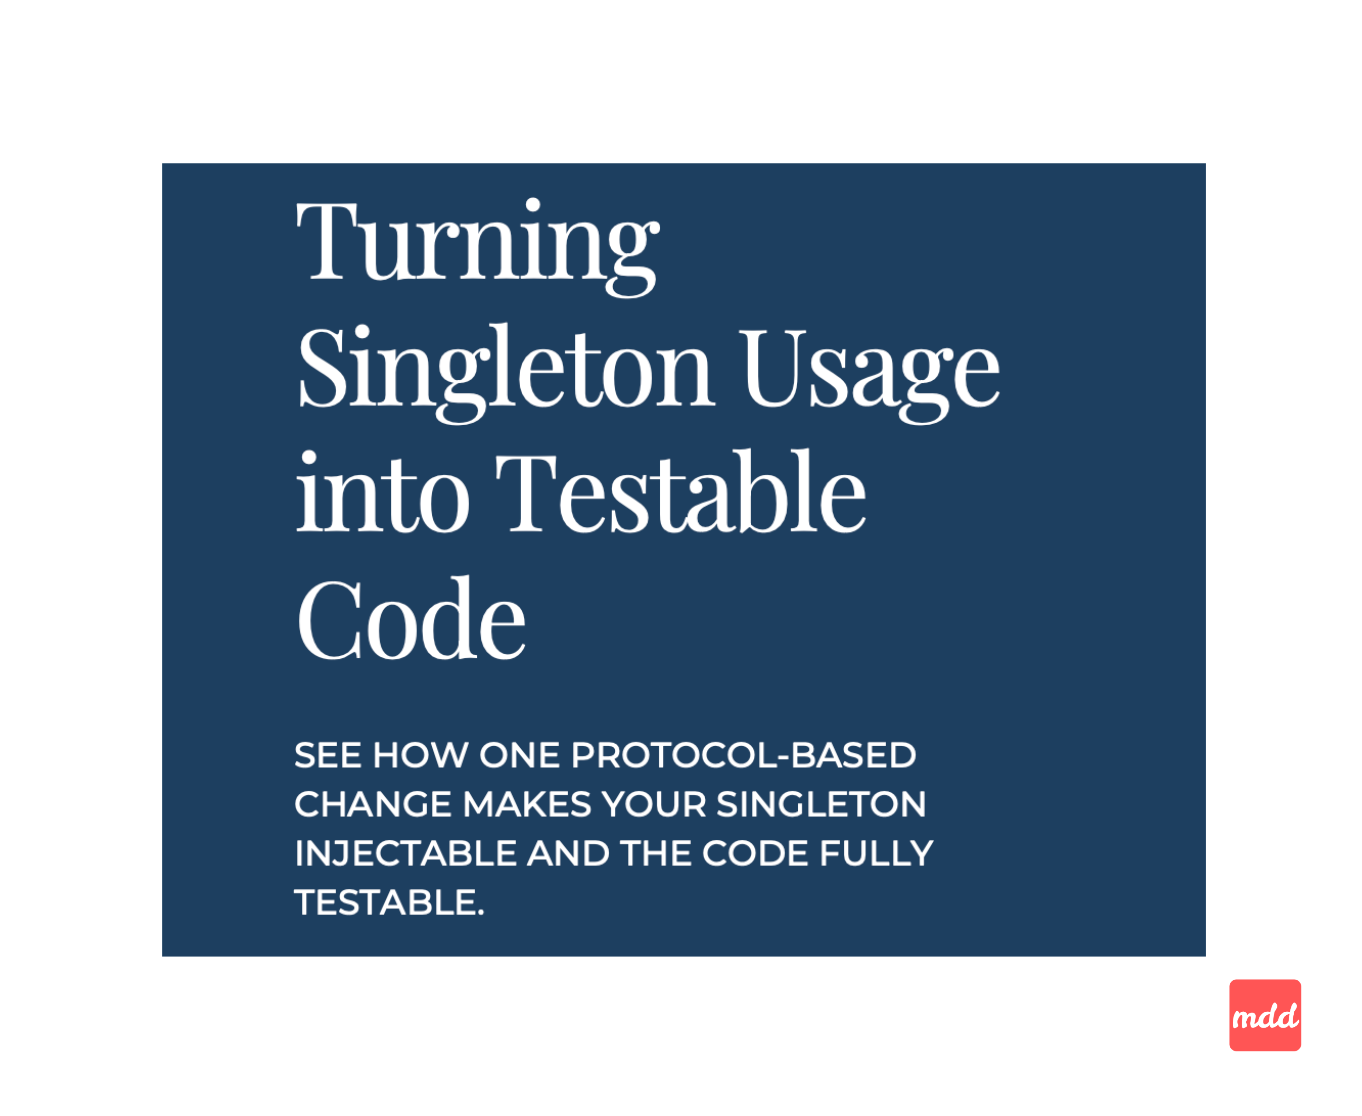 Turning
Singleton Usage
into Testable
Code
SEE HOW ONE PROTOCOL-BASED
CHANGE MAKES YOUR SINGLETON
INJECTABLE AND THE CODE FULLY
TESTABLE.
mdd